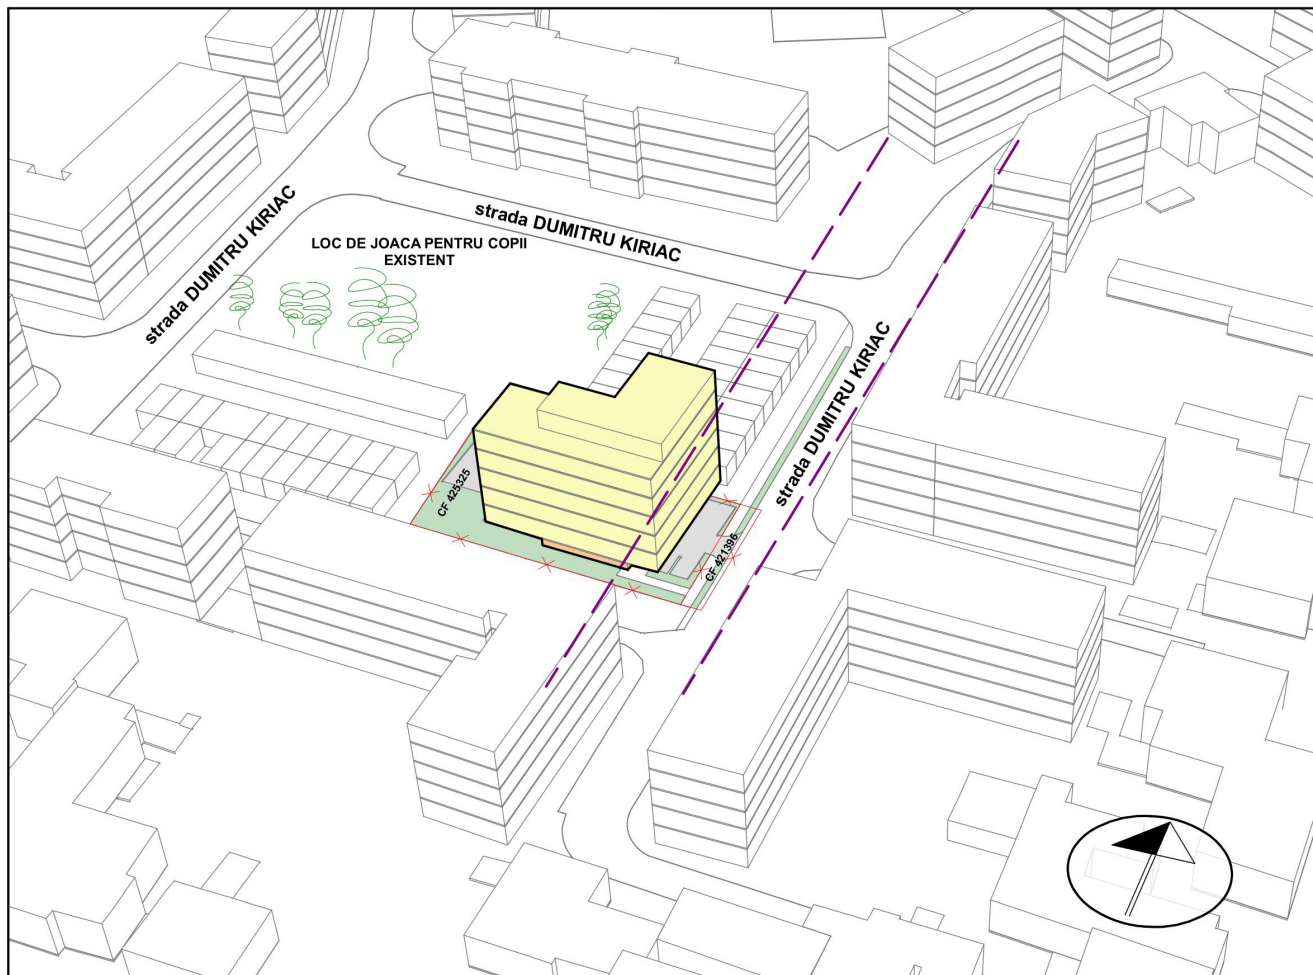 strada DUMITRU KIRIAC
strada DUMITRU KIRIAC
LOC DE JOACA PENTRU COPII
EXISTENT
strada DUMITRU KIRIAC
CF 425325
CF 421396